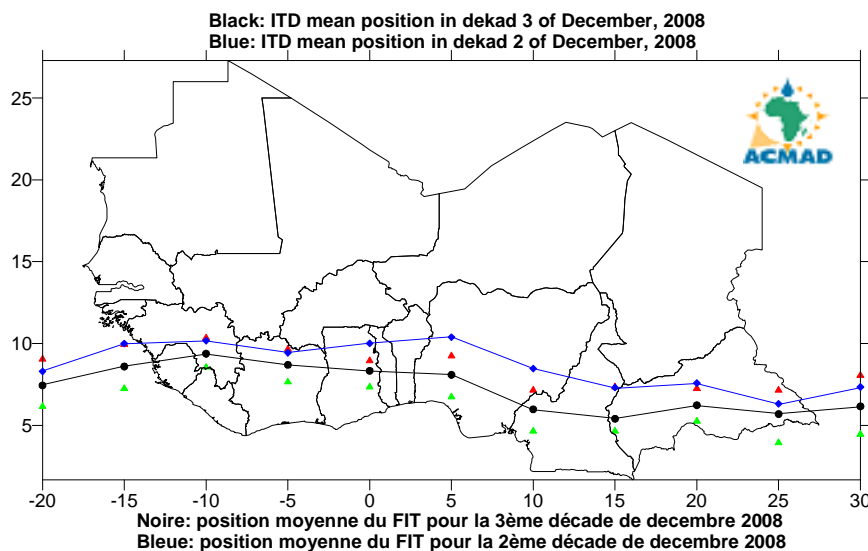 Black: ITD mean position in dekad 3 of December, 2008
Blue: ITD mean position in dekad 2 of December, 2008
25
20
15
10
5
ACMAD
-20 -15 -10 -5 0 5 10 15 20 25 30
Noire: position moyenne du FIT pour la 3ème décade de decembre 2008
Bleue: position moyenne du FIT pour la 2ème décade de decembre 2008